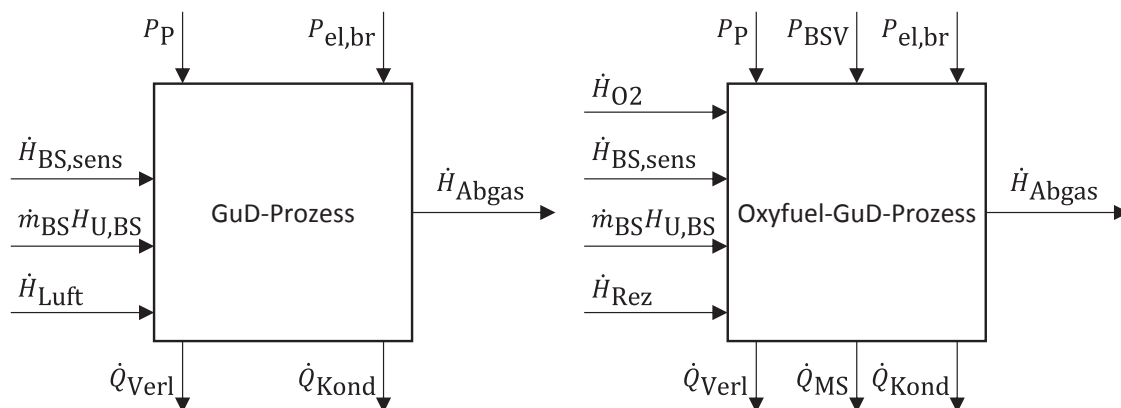 P_P P_el,br
Ḣ_BS,sens
ṁ_BS H_U,BS
Ḣ_Luft
GuD-Prozess
Ḣ_Abgas
Q̇_Verl Q̇_Kond
P_P P_BSV P_el,br
Ḣ_O2
Ḣ_BS,sens
ṁ_BS H_U,BS
Ḣ_Rez
Oxyfuel-GuD-Prozess
Ḣ_Abgas
Q̇_Verl Q̇_MS Q̇_Kond